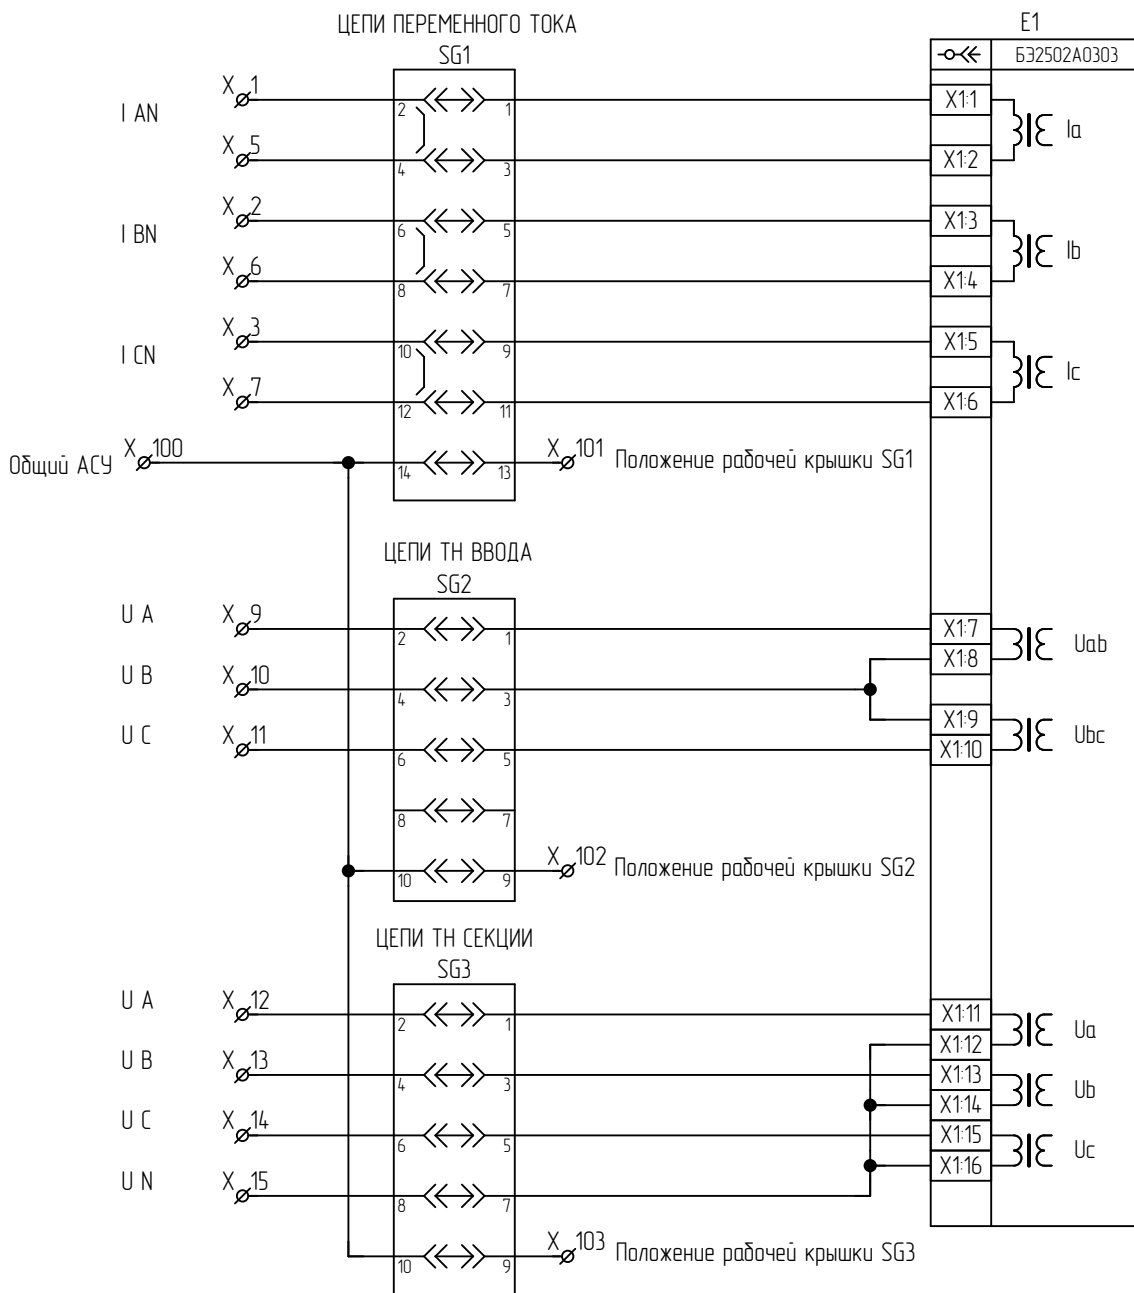 ЦЕПИ ПЕРЕМЕННОГО ТОКА
SG1
E1
БЭ2502А0303
I AN
X 1
2
1
X1:1
Ia
X 5
4
3
X1:2
I BN
X 2
6
5
X1:3
Ib
X 6
8
7
X1:4
I CN
X 3
10
9
X1:5
Ic
X 7
12
11
X1:6
Общий АСУ
X 100
14
13
X 101
Положение рабочей крышки SG1
ЦЕПИ ТН ВВОДА
SG2
U A
X 9
2
1
X1:7
Uab
X1:8
U B
X 10
4
3
X1:9
Ubc
U C
X 11
6
5
X1:10
8
7
10
9
X 102
Положение рабочей крышки SG2
ЦЕПИ ТН СЕКЦИИ
SG3
U A
X 12
2
1
X1:11
Ua
X1:12
U B
X 13
4
3
X1:13
Ub
X1:14
U C
X 14
6
5
X1:15
Uc
X1:16
U N
X 15
8
7
10
9
X 103
Положение рабочей крышки SG3